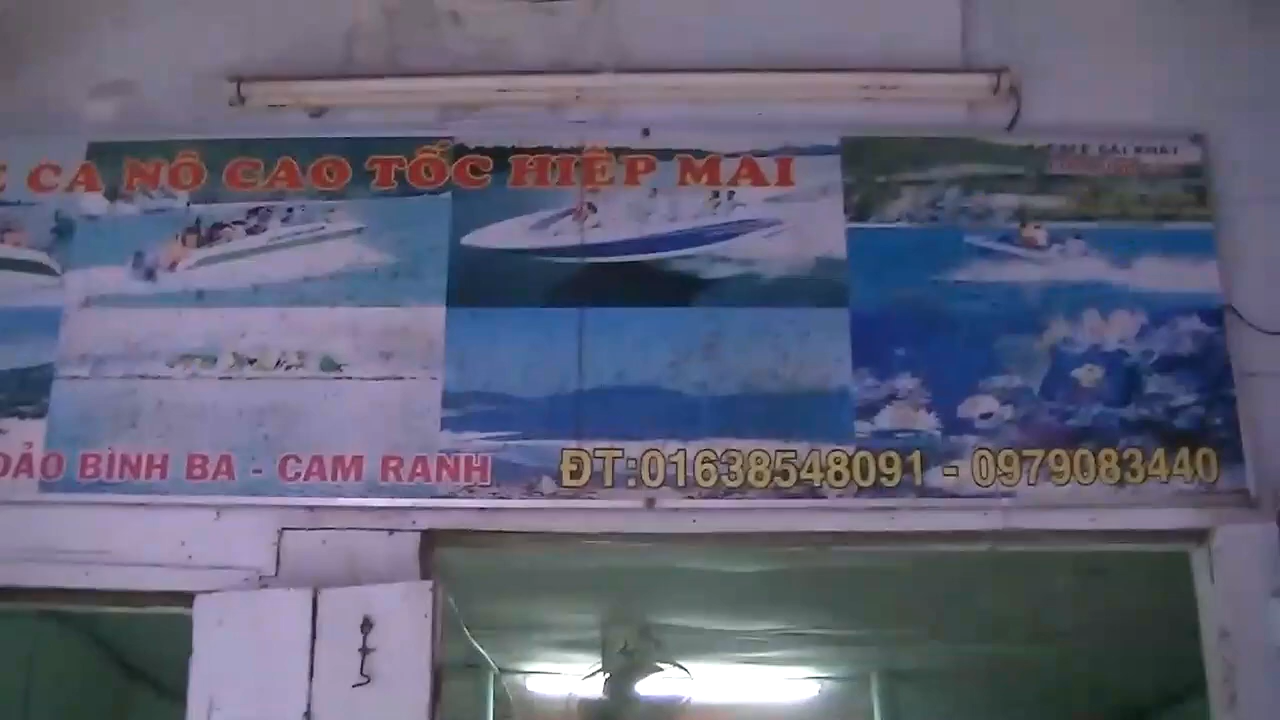 CA NÔ CAO TỐC HIỆP MAI
ĐẢO BÌNH BA - CAM RANH
ĐT:01638548091 - 0979083440